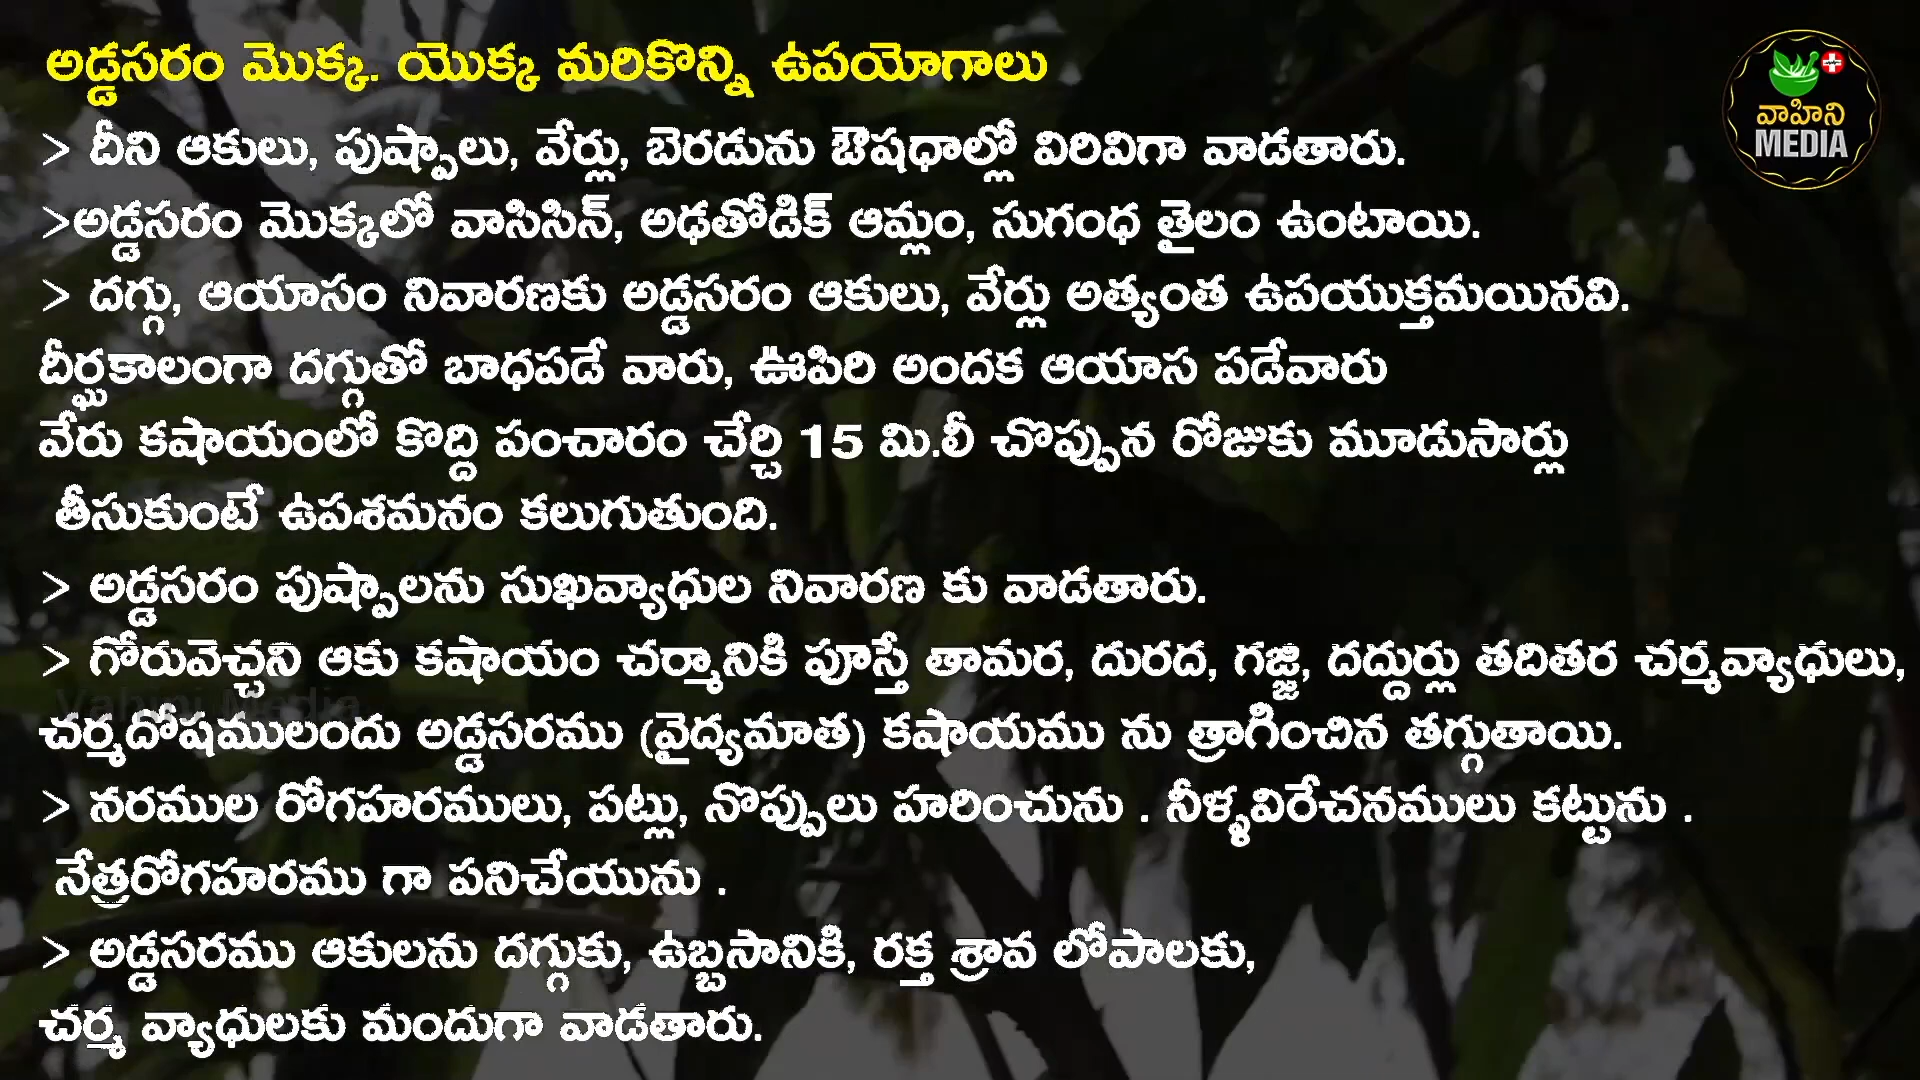 అడ్డసరం మొక్క. యొక్క మరికొన్ని ఉపయోగాలు
వాహిని
MEDIA
> దీని ఆకులు, పుష్పాలు, వేర్లు, బెరడును ఔషధాల్లో విరివిగా వాడతారు.
>అడ్డసరం మొక్కలో వాసిసిన్, అఢతోడిక్ ఆమ్లం, సుగంధ తైలం ఉంటాయి.
> దగ్గు, ఆయాసం నివారణకు అడ్డసరం ఆకులు, వేర్లు అత్యంత ఉపయుక్తమయినవి.
దీర్ఘకాలంగా దగ్గుతో బాధపడే వారు, ఊపిరి అందక ఆయాస పడేవారు
వేరు కషాయంలో కొద్ది పంచారం చేర్చి 15 మి.లీ చొప్పున రోజుకు మూడుసార్లు
తీసుకుంటే ఉపశమనం కలుగుతుంది.
> అడ్డసరం పుష్పాలను సుఖవ్యాధుల నివారణ కు వాడతారు.
> గోరువెచ్చని ఆకు కషాయం చర్మానికి పూస్తే తామర, దురద, గజ్జి, దద్దుర్లు తదితర చర్మవ్యాధులు,
Vahini Media
చర్మదోషములందు అడ్డసరము (వైద్యమాత) కషాయము ను త్రాగించిన తగ్గుతాయి.
> నరముల రోగహరములు, పట్లు, నొప్పులు హరించును . నీళ్ళవిరేచనములు కట్టును .
నేత్రరోగహరము గా పనిచేయును .
> అడ్డసరము ఆకులను దగ్గుకు, ఉబ్బసానికి, రక్త శ్రావ లోపాలకు,
చర్మ వ్యాధులకు మందుగా వాడతారు.